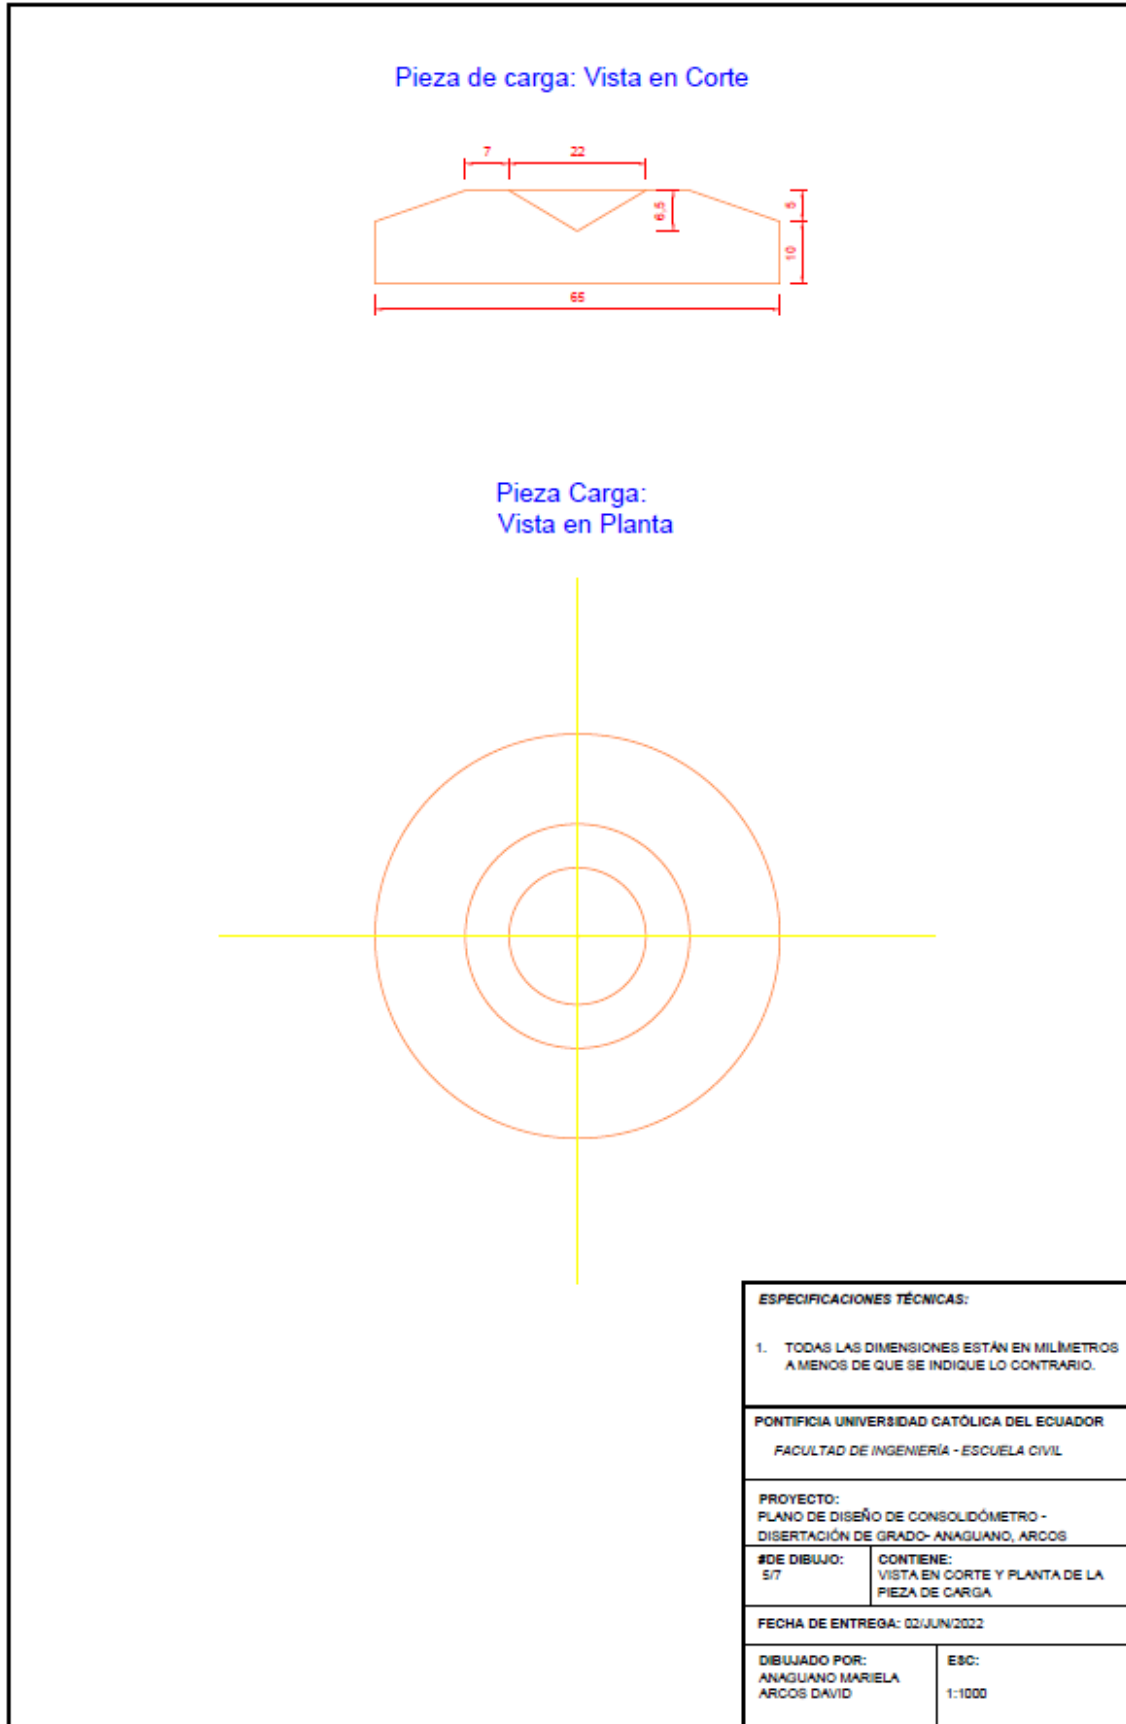 Pieza de carga: Vista en Corte
7
22
6,5
5
10
65
Pieza Carga:
Vista en Planta
ESPECIFICACIONES TÉCNICAS:
1. TODAS LAS DIMENSIONES ESTÁN EN MILÍMETROS
A MENOS DE QUE SE INDIQUE LO CONTRARIO.
PONTIFICIA UNIVERSIDAD CATÓLICA DEL ECUADOR
FACULTAD DE INGENIERÍA - ESCUELA CIVIL
PROYECTO:
PLANO DE DISEÑO DE CONSOLIDÓMETRO -
DISERTACIÓN DE GRADO- ANAGUANO, ARCOS
#DE DIBUJO:
5/7
CONTIENE:
VISTA EN CORTE Y PLANTA DE LA
PIEZA DE CARGA
FECHA DE ENTREGA: 02/JUN/2022
DIBUJADO POR:
ANAGUANO MARIELA
ARCOS DAVID
ESC:
1:1000